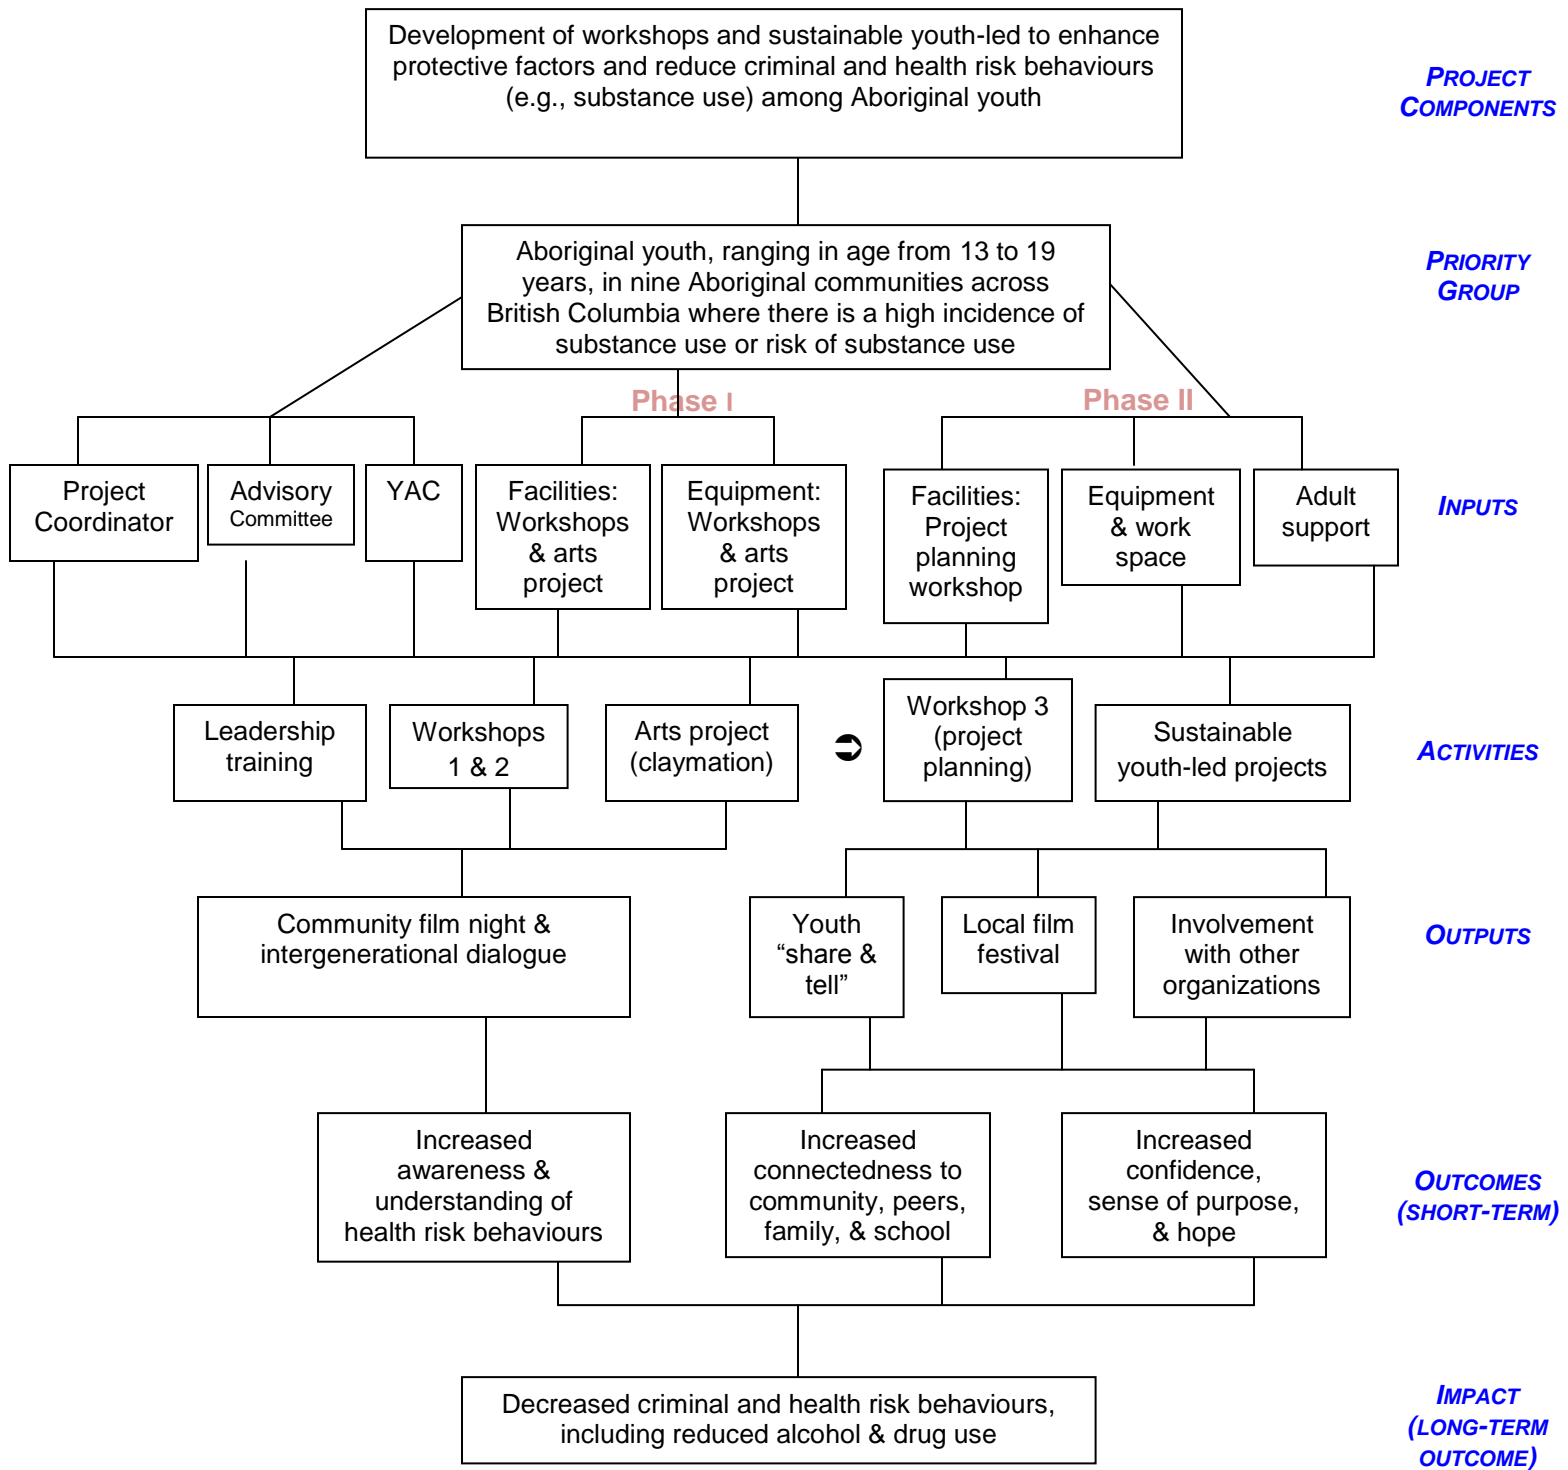 Development of workshops and sustainable youth-led to enhance
protective factors and reduce criminal and health risk behaviours
(e.g., substance use) among Aboriginal youth
PROJECT
COMPONENTS
Aboriginal youth, ranging in age from 13 to 19
years, in nine Aboriginal communities across
British Columbia where there is a high incidence of
substance use or risk of substance use
PRIORITY
GROUP
Phase I
Phase II
Project
Coordinator
Advisory
Committee
YAC
Facilities:
Workshops
& arts
project
Equipment:
Workshops
& arts
project
Facilities:
Project
planning
workshop
Equipment
& work
space
Adult
support
INPUTS
Leadership
training
Workshops
1 & 2
Arts project
(claymation)
Workshop 3
(project
planning)
Sustainable
youth-led projects
ACTIVITIES
Community film night &
intergenerational dialogue
Youth
“share &
tell”
Local film
festival
Involvement
with other
organizations
OUTPUTS
Increased
awareness &
understanding of
health risk behaviours
Increased
connectedness to
community, peers,
family, & school
Increased
confidence,
sense of purpose,
& hope
OUTCOMES
(SHORT-TERM)
Decreased criminal and health risk behaviours,
including reduced alcohol & drug use
IMPACT
(LONG-TERM
OUTCOME)